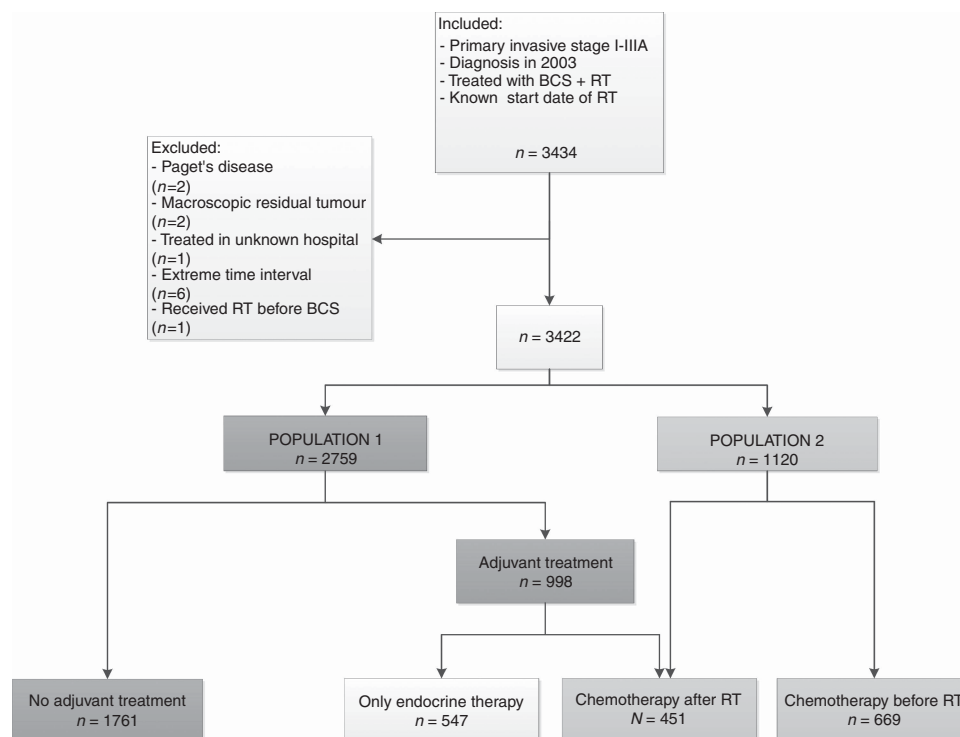 Included:
- Primary invasive stage I-IIIA
- Diagnosis in 2003
- Treated with BCS + RT
- Known start date of RT
n = 3434
Excluded:
- Paget's disease
(n=2)
- Macroscopic residual tumour
(n=2)
- Treated in unknown hospital
(n=1)
- Extreme time interval
(n=6)
- Received RT before BCS
(n=1)
n = 3422
POPULATION 1
n = 2759
POPULATION 2
n = 1120
Adjuvant treatment
n = 998
No adjuvant treatment
n = 1761
Only endocrine therapy
n = 547
Chemotherapy after RT
N = 451
Chemotherapy before RT
n = 669